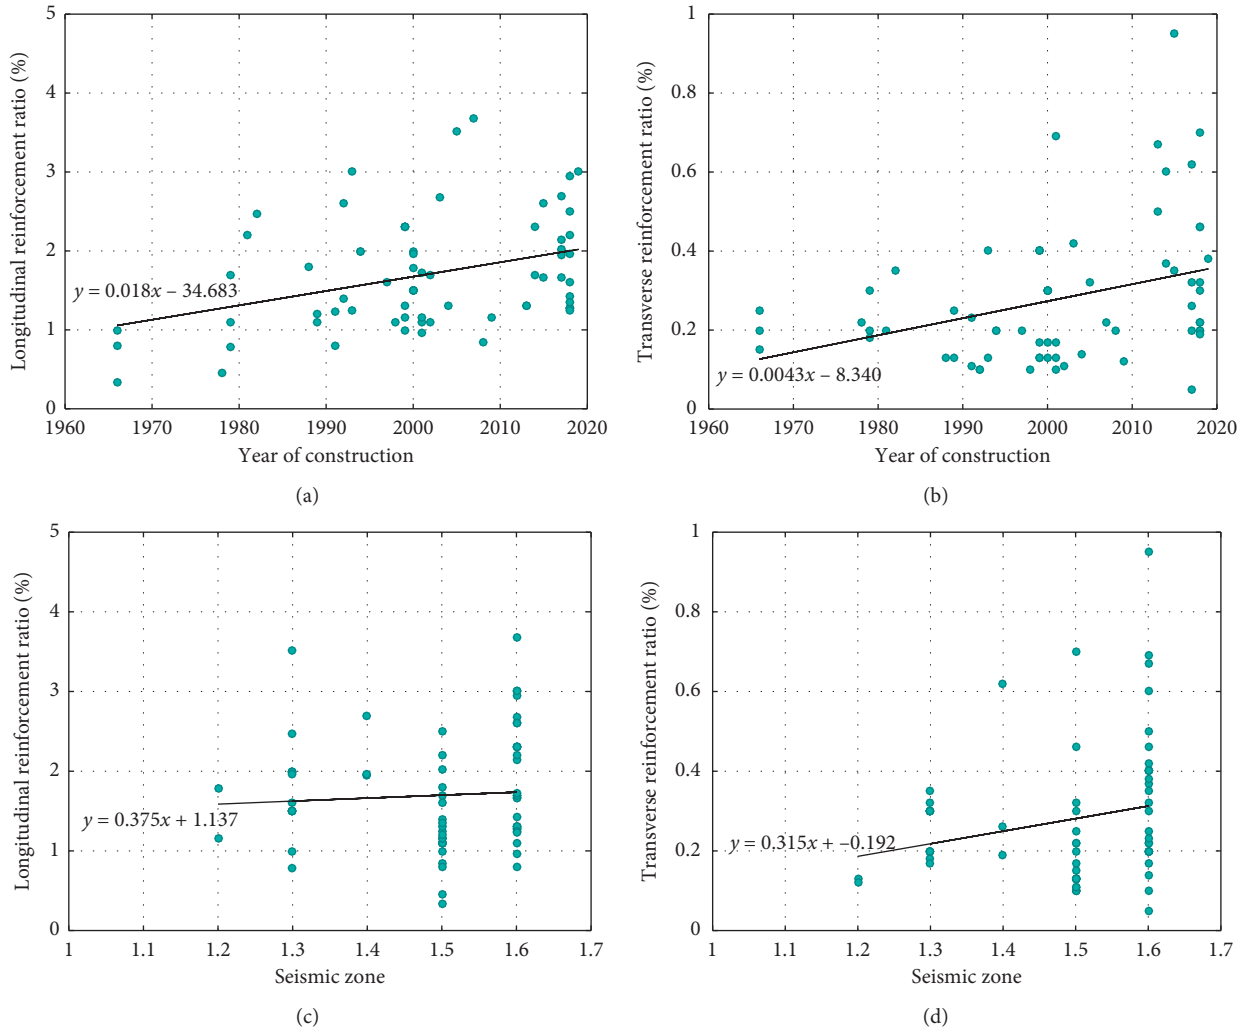 5
4
3
2
1
0
Longitudinal reinforcement ratio (%)
y = 0.018x – 34.683
1960 1970 1980 1990 2000 2010 2020
Year of construction
(a)
1
0.8
0.6
0.4
0.2
0
Transverse reinforcement ratio (%)
y = 0.0043x – 8.340
1960 1970 1980 1990 2000 2010 2020
Year of construction
(b)
5
4
3
2
1
0
Longitudinal reinforcement ratio (%)
y = 0.375x + 1.137
1 1.1 1.2 1.3 1.4 1.5 1.6 1.7
Seismic zone
(c)
1
0.8
0.6
0.4
0.2
0
Transverse reinforcement ratio (%)
y = 0.315x + –0.192
1 1.1 1.2 1.3 1.4 1.5 1.6 1.7
Seismic zone
(d)